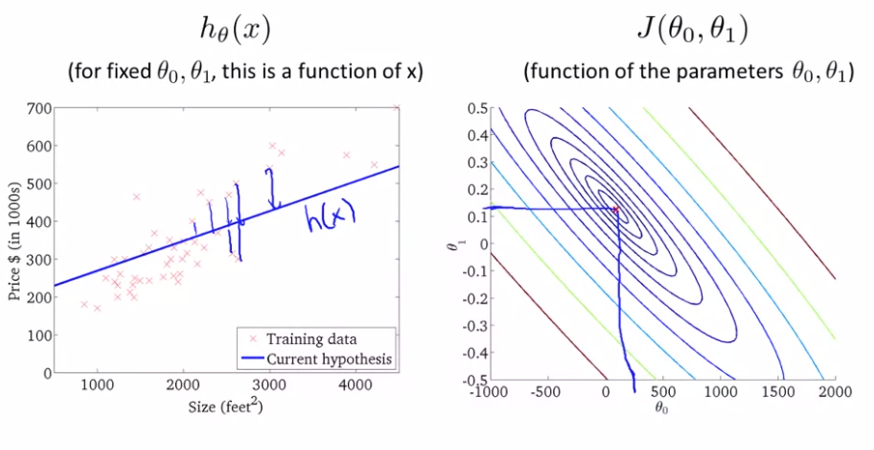 hθ(x)
(for fixed θ₀, θ₁, this is a function of x)
700
600
500
400
300
200
100
0
Price $ (in 1000s)
1000
2000
3000
4000
Size (feet²)
h(x)
Training data
Current hypothesis
J(θ₀, θ₁)
(function of the parameters θ₀, θ₁)
0.5
0.4
0.3
0.2
0.1
0
-0.1
-0.2
-0.3
-0.4
-0.5
θ₁
-1000
-500
0
500
1000
1500
2000
θ₀